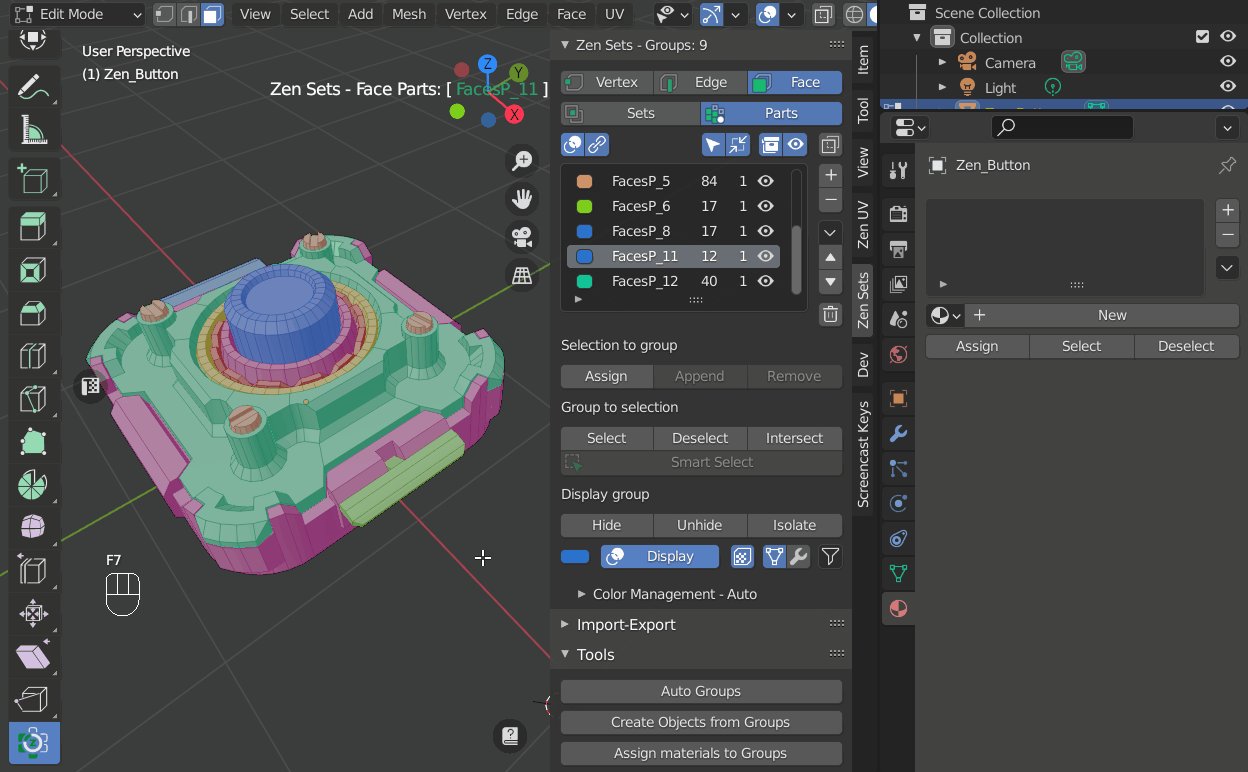 Edit Mode View Select Add Mesh Vertex Edge Face UV
User Perspective
(1) Zen_Button
Zen Sets - Face Parts: [ FacesP_11 ]
Z
Y
X
F7
Zen Sets - Groups: 9
Vertex Edge Face
Sets Parts
FacesP_5 84 1
FacesP_6 17 1
FacesP_8 17 1
FacesP_11 12 1
FacesP_12 40 1
Selection to group
Assign Append Remove
Group to selection
Select Deselect Intersect
Smart Select
Display group
Hide Unhide Isolate
Display
Color Management - Auto
Import-Export
Tools
Auto Groups
Create Objects from Groups
Assign materials to Groups
Item
Tool
View
Zen UV
Zen Sets
Dev
Screencast Keys
Scene Collection
Collection
Camera
Light
Zen_Button
New
Assign Select Deselect